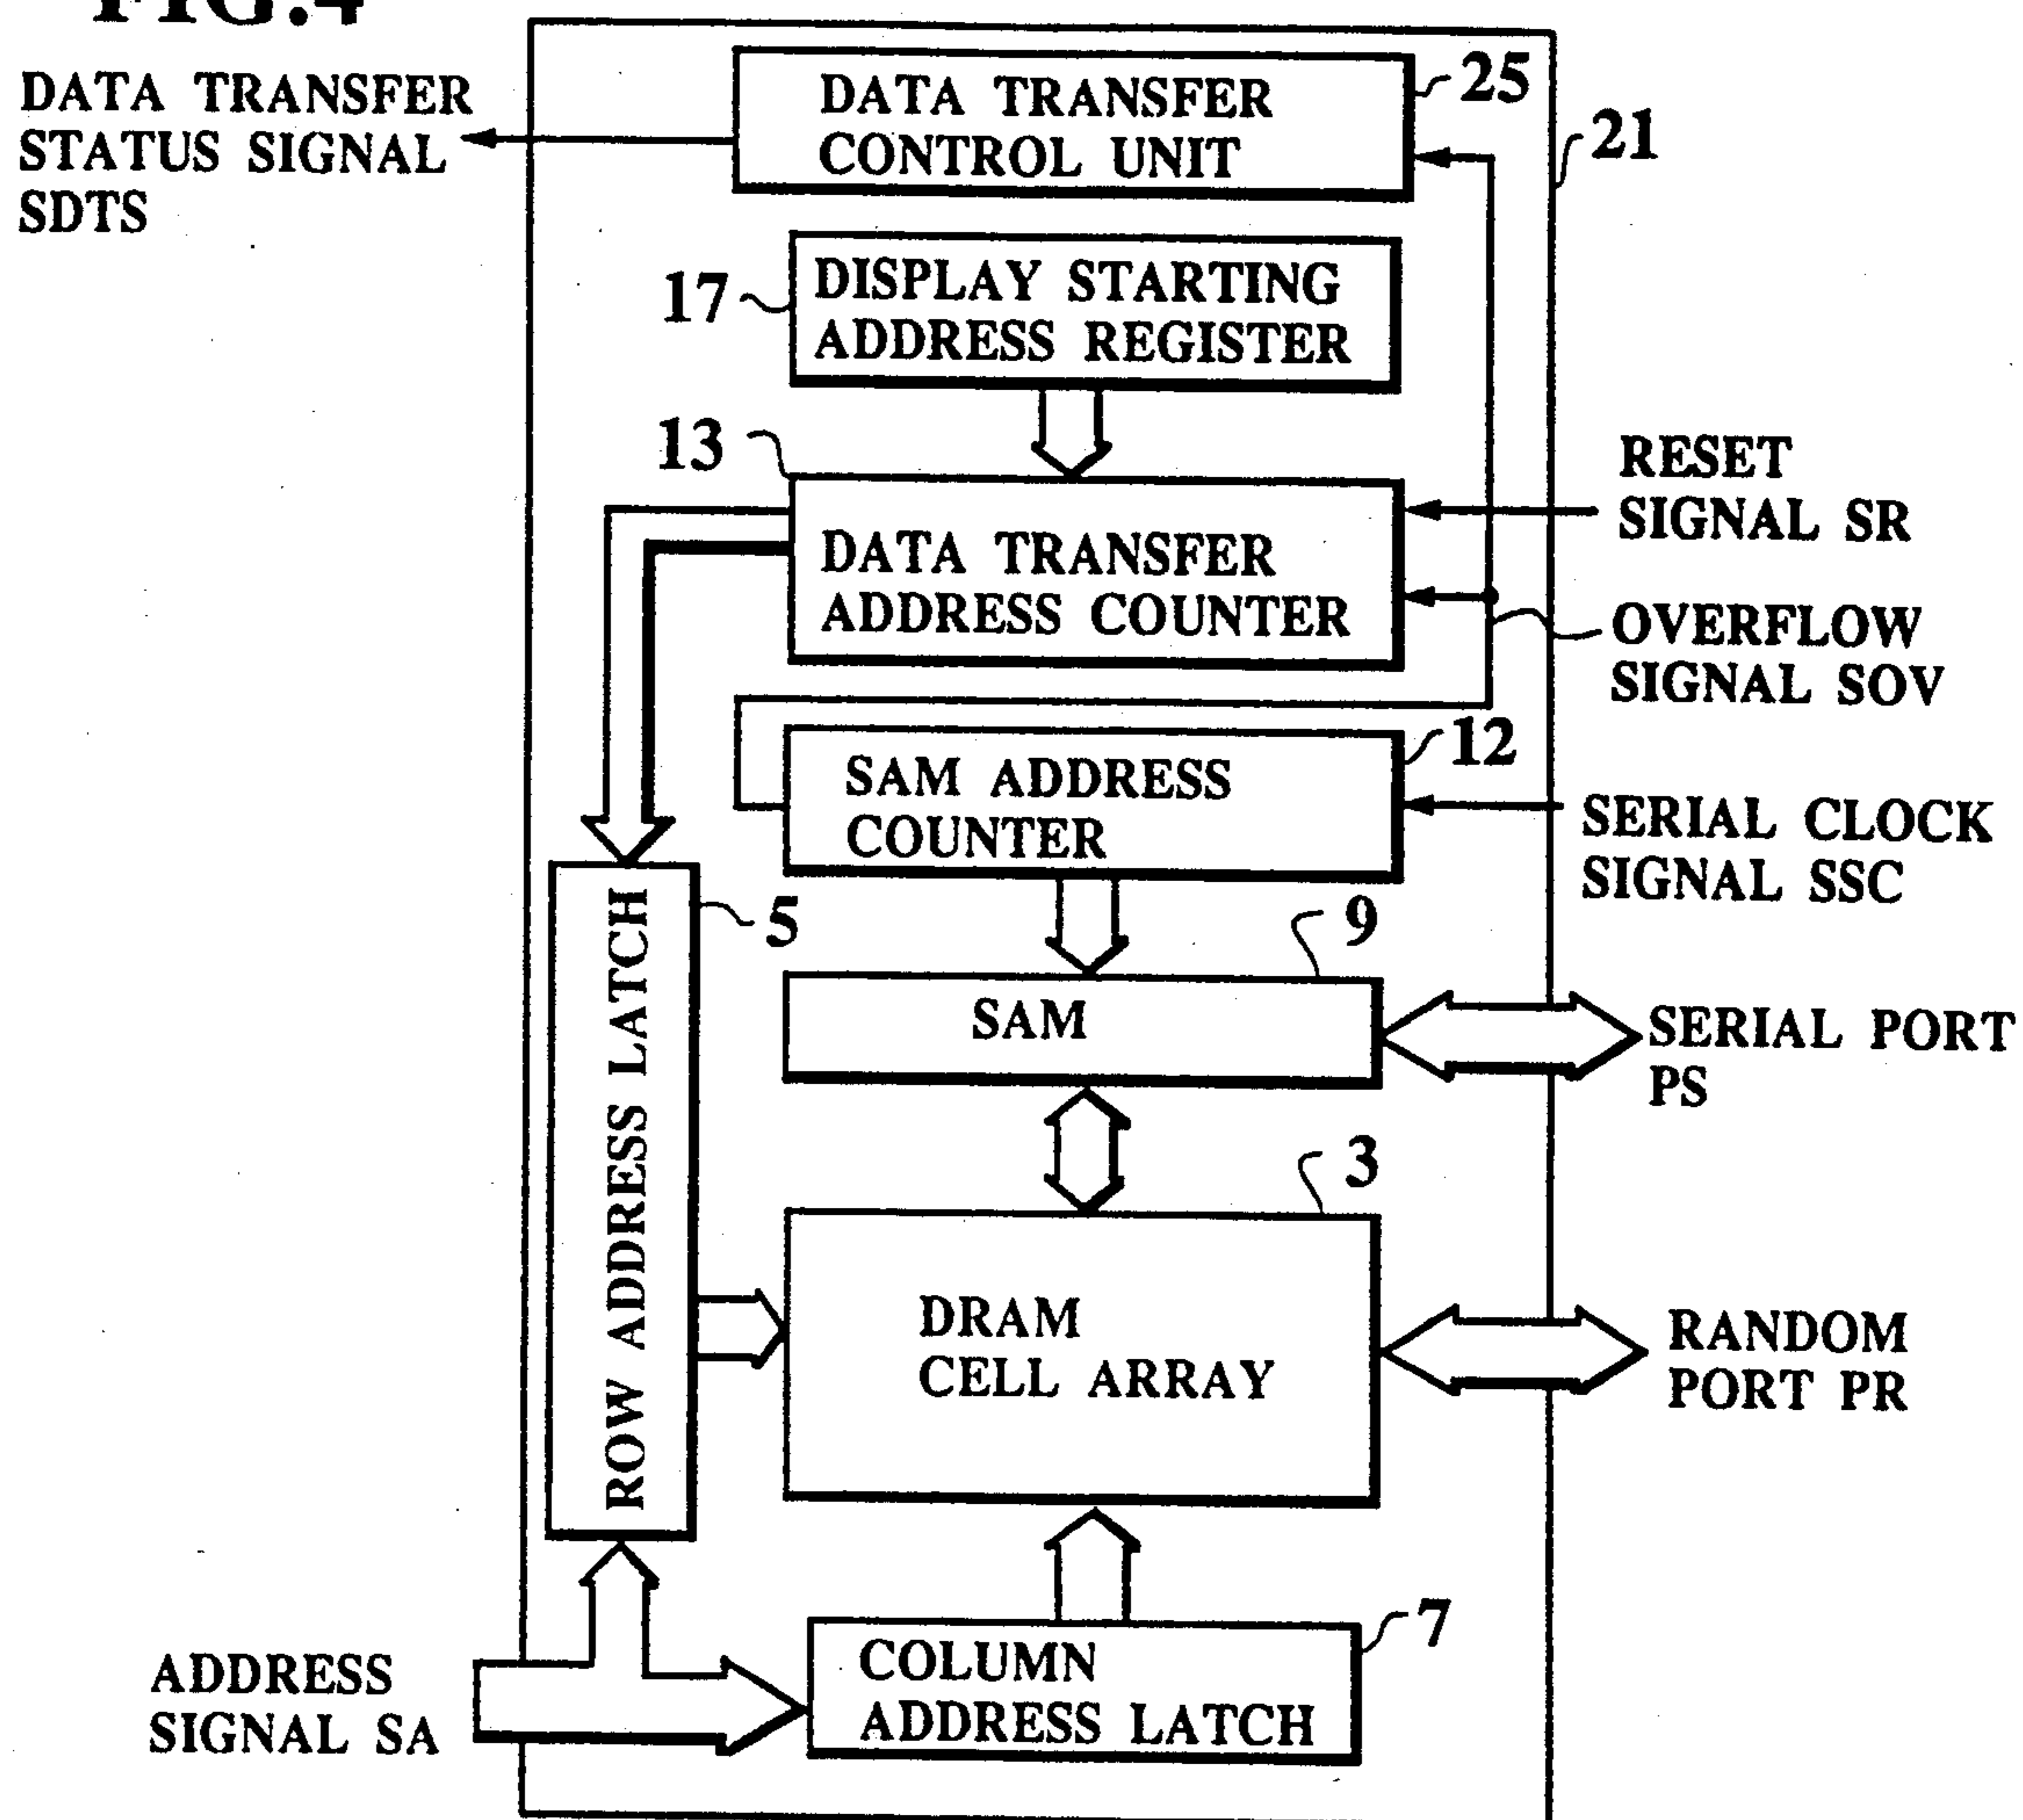 FIG.4
DATA TRANSFER
STATUS SIGNAL
SDTS
DATA TRANSFER
CONTROL UNIT
25
21
17
DISPLAY STARTING
ADDRESS REGISTER
13
DATA TRANSFER
ADDRESS COUNTER
RESET
SIGNAL SR
OVERFLOW
SIGNAL SOV
12
SAM ADDRESS
COUNTER
SERIAL CLOCK
SIGNAL SSC
ROW ADDRESS LATCH
5
9
SAM
SERIAL PORT
PS
3
DRAM
CELL ARRAY
RANDOM
PORT PR
7
COLUMN
ADDRESS LATCH
ADDRESS
SIGNAL SA